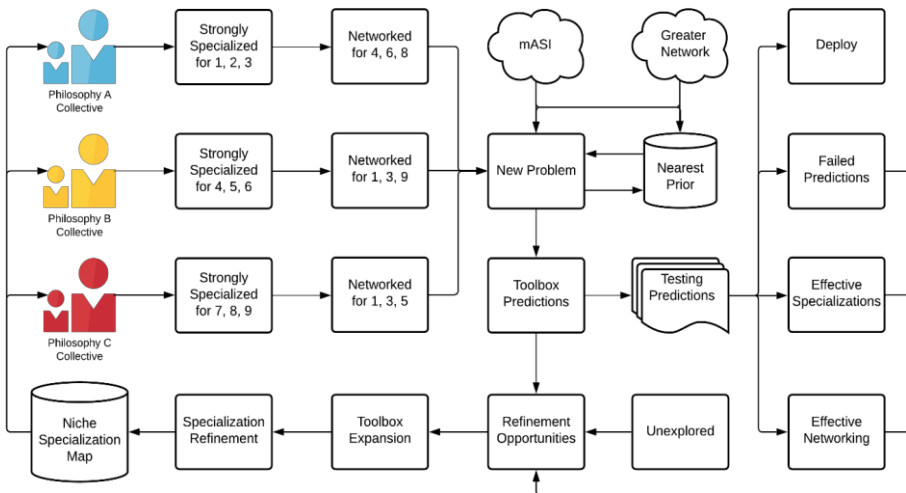 Philosophy A
Collective
Strongly
Specialized
for 1, 2, 3
Networked
for 4, 6, 8
mASI
Greater
Network
Deploy
Philosophy B
Collective
Strongly
Specialized
for 4, 5, 6
Networked
for 1, 3, 9
New Problem
Nearest
Prior
Failed
Predictions
Philosophy C
Collective
Strongly
Specialized
for 7, 8, 9
Networked
for 1, 3, 5
Toolbox
Predictions
Testing
Predictions
Effective
Specializations
Niche
Specialization
Map
Specialization
Refinement
Toolbox
Expansion
Refinement
Opportunities
Unexplored
Effective
Networking